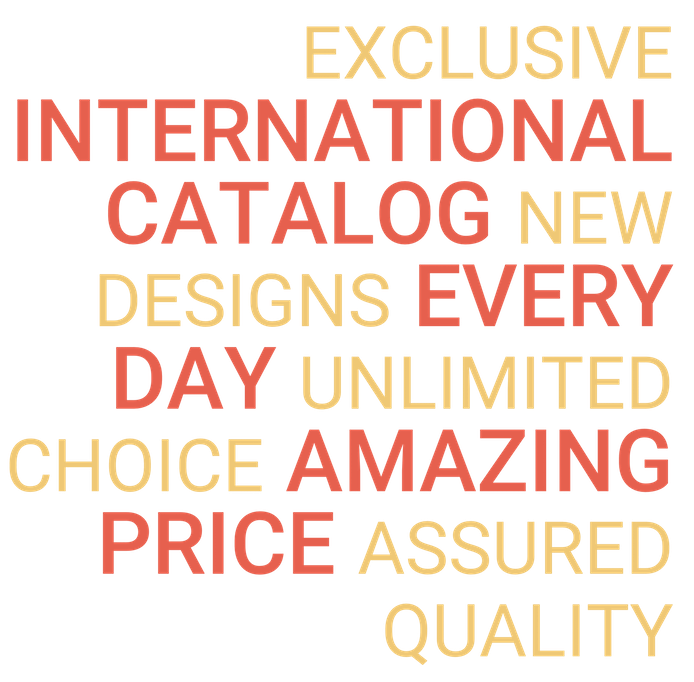 EXCLUSIVE
INTERNATIONAL
CATALOG NEW
DESIGNS EVERY
DAY UNLIMITED
CHOICE AMAZING
PRICE ASSURED
QUALITY